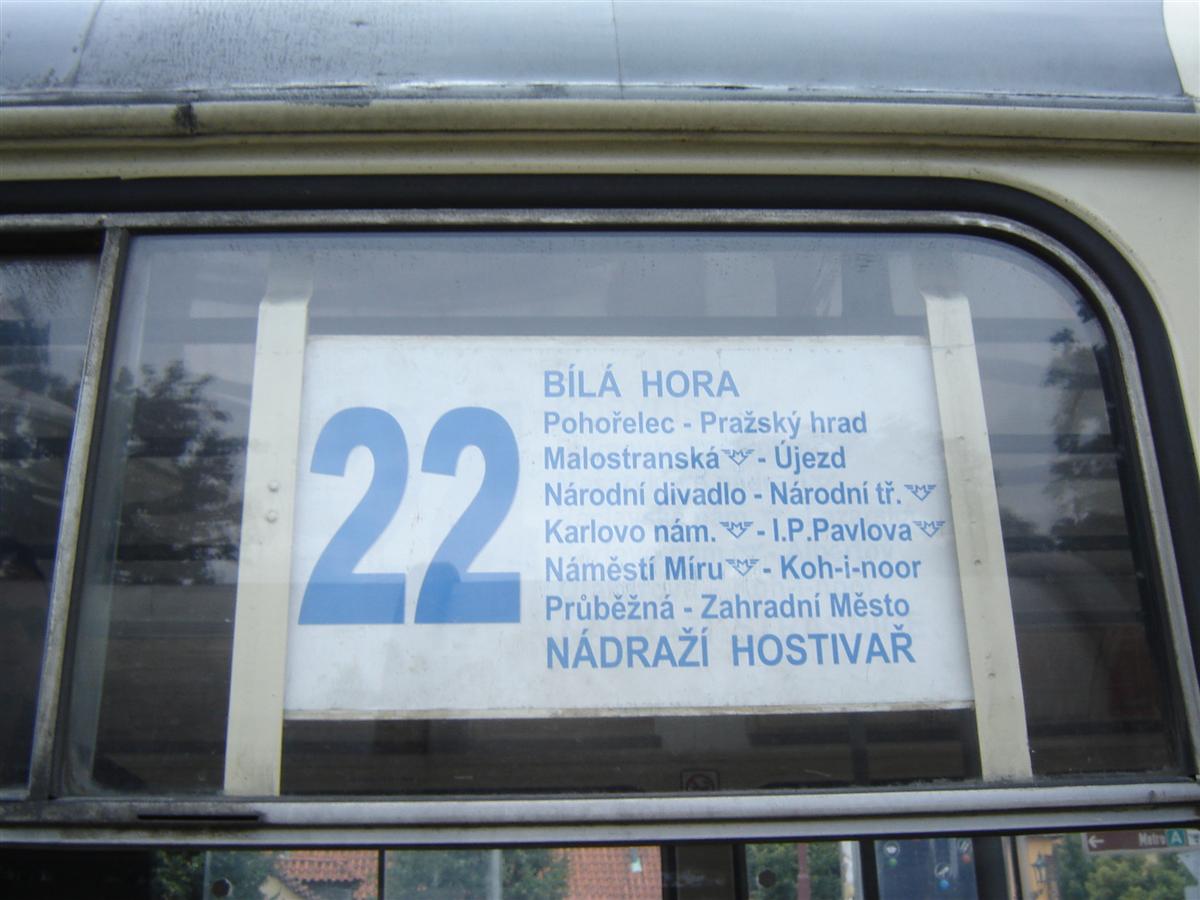 22
BÍLÁ HORA
Pohořelec - Pražský hrad
Malostranská M - Újezd
Národní divadlo - Národní tř. M
Karlovo nám. M - I.P.Pavlova M
Náměstí Míru M - Koh-i-noor
Průběžná - Zahradní Město
NÁDRAŽÍ HOSTIVAŘ
Metro A